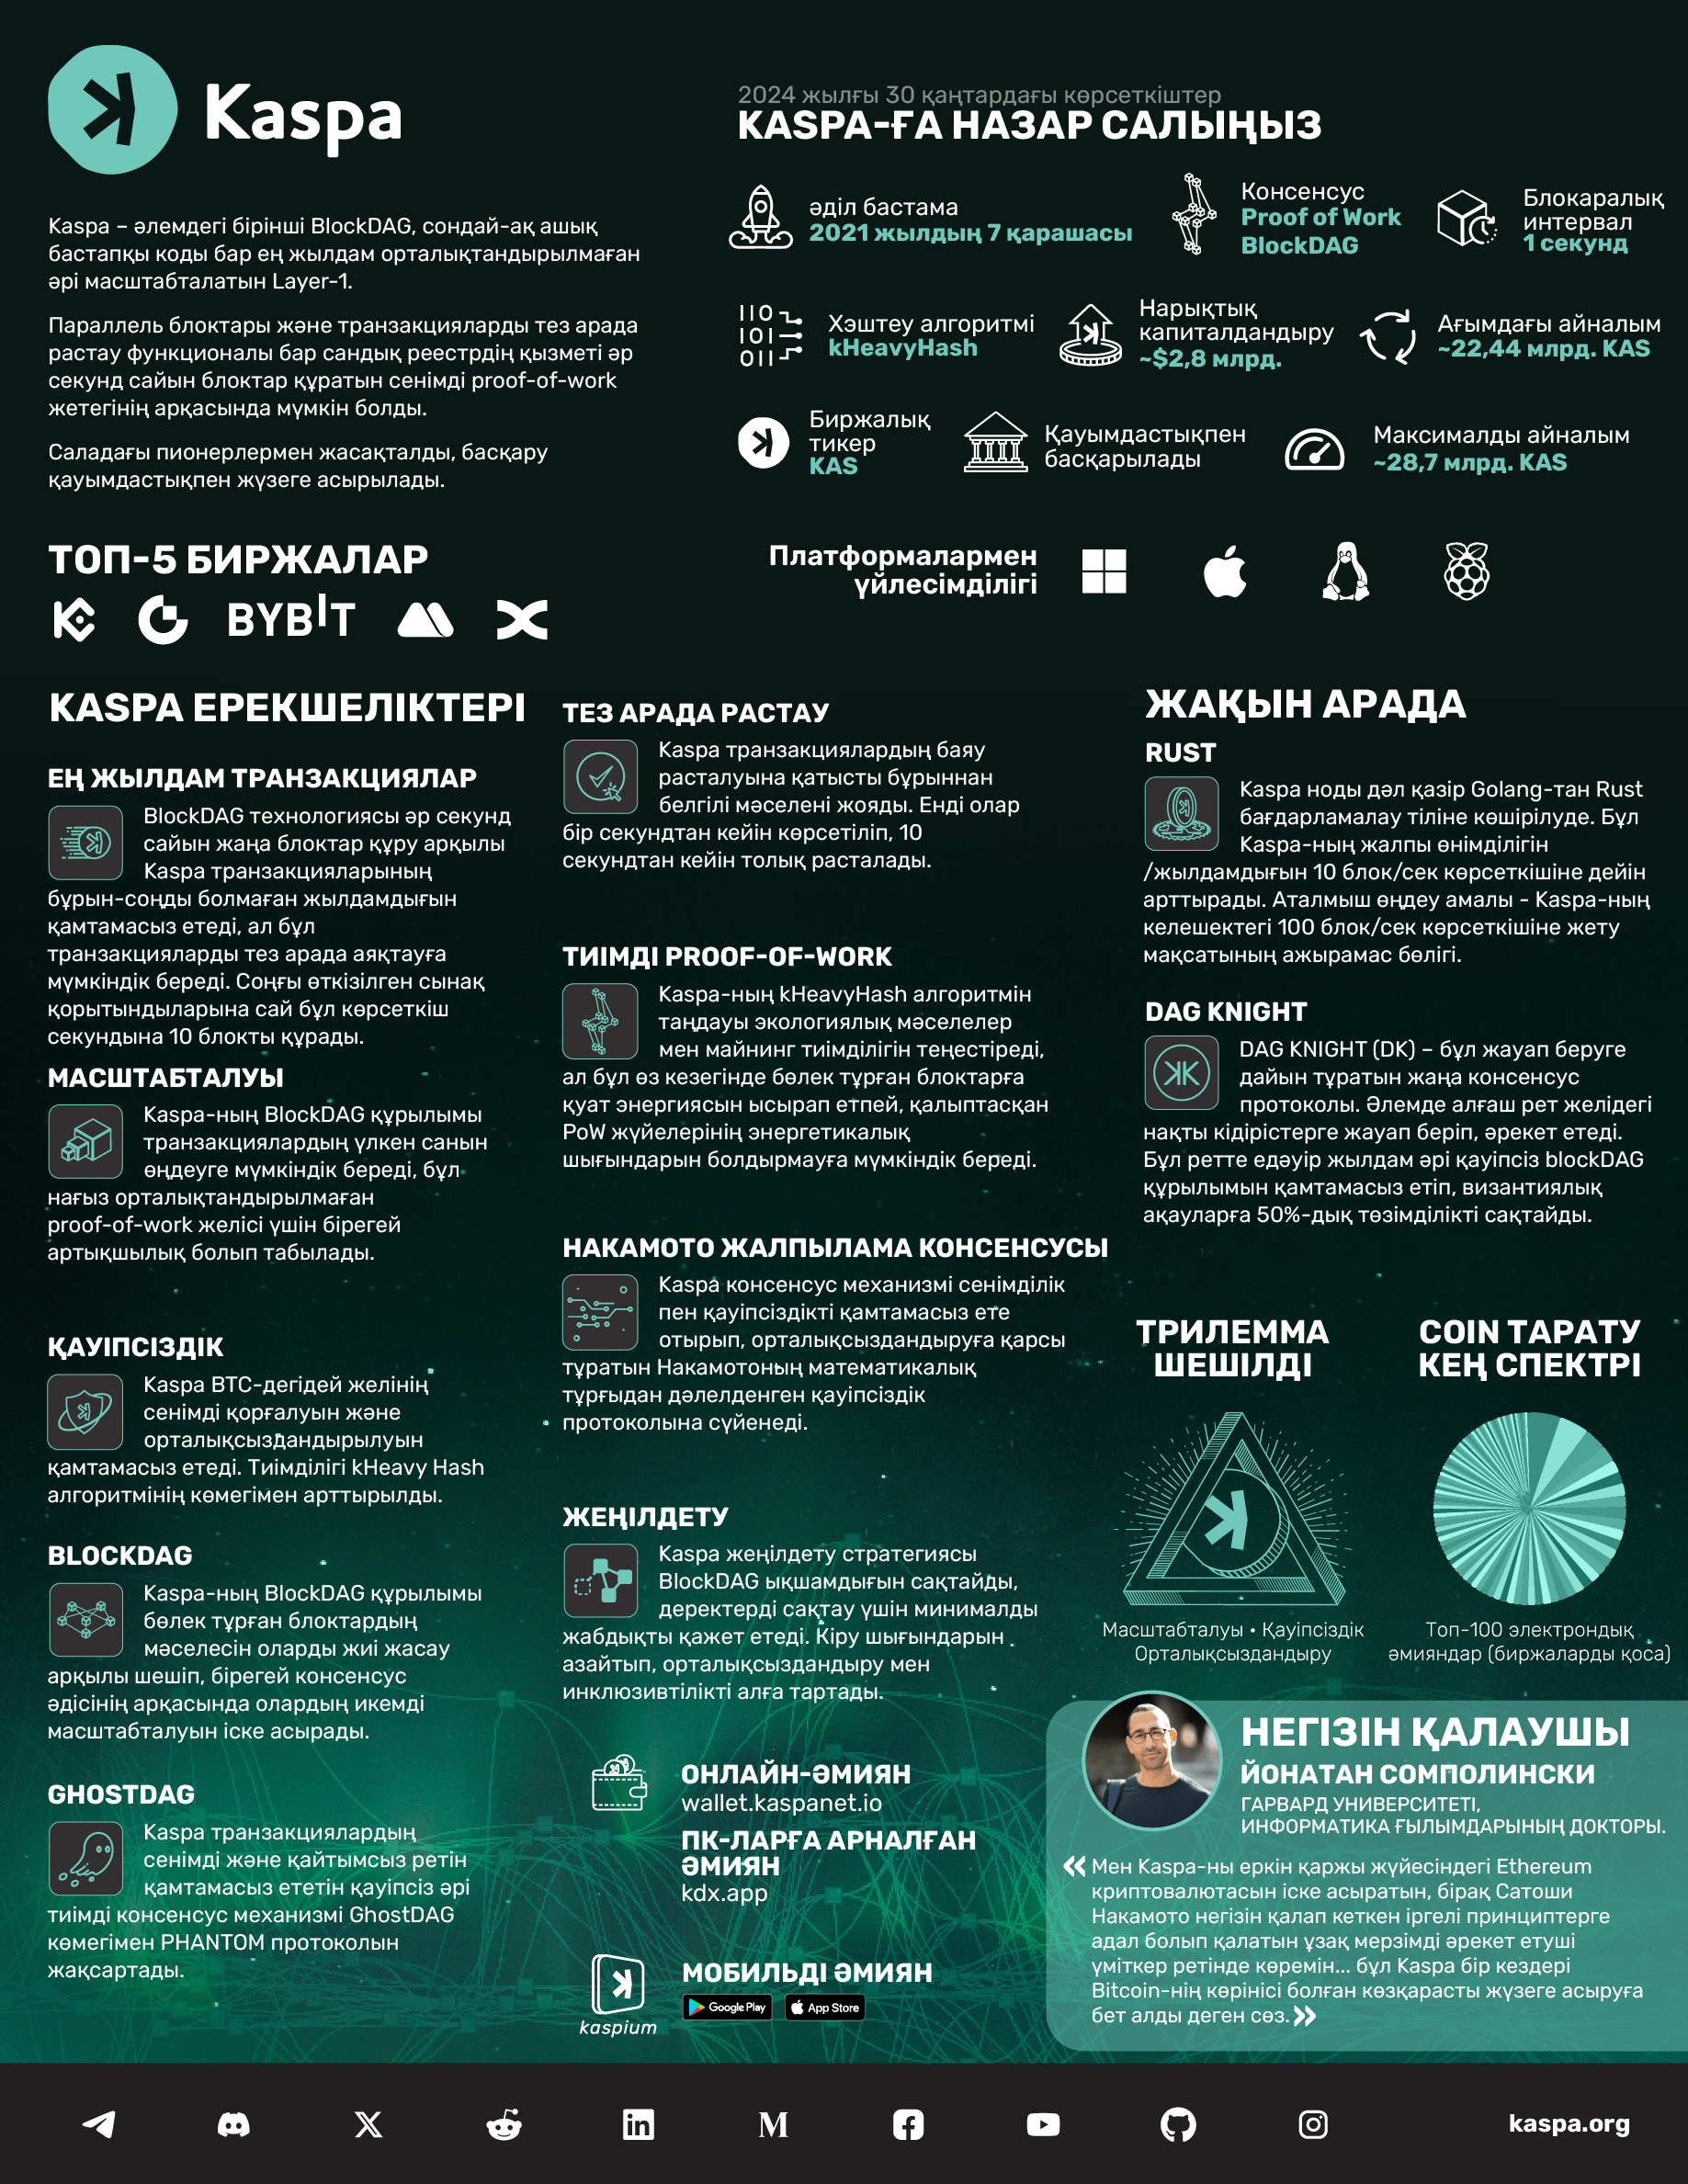 Kaspa
Kaspa – әлемдегі бірінші BlockDAG, сондай-ақ ашық
бастапқы коды бар ең жылдам орталықтандырылмаған
әрі масштабталатын Layer-1.
Параллель блоктары және транзакцияларды тез арада
растау функционалы бар сандық реестрдің қызметі әр
секунд сайын блоктар құратын сенімді proof-of-work
жетегінің арқасында мүмкін болды.
Саладағы пионерлермен жасақталды, басқару
қауымдастықпен жүзеге асырылады.
2024 жылғы 30 қаңтардағы көрсеткіштер
KASPA-ҒА НАЗАР САЛЫҢЫЗ
әділ бастама
2021 жылдың 7 қарашасы
Консенсус
Proof of Work
BlockDAG
Блокаралық
интервал
1 секунд
Хэштеу алгоритмі
kHeavyHash
Нарықтық
капиталдандыру
~$2,8 млрд.
Ағымдағы айналым
~22,44 млрд. KAS
Биржалық
тикер
KAS
Қауымдастықпен
басқарылады
Максималды айналым
~28,7 млрд. KAS
ТОП-5 БИРЖАЛАР
BYBIT
Платформалармен
үйлесімділігі
KASPA ЕРЕКШЕЛІКТЕРІ
ЕҢ ЖЫЛДАМ ТРАНЗАКЦИЯЛАР
BlockDAG технологиясы әр секунд
сайын жаңа блоктар құру арқылы
Kaspa транзакцияларының
бұрын-соңды болмаған жылдамдығын
қамтамасыз етеді, ал бұл
транзакцияларды тез арада аяқтауға
мүмкіндік береді. Соңғы өткізілген сынақ
қорытындыларына сай бұл көрсеткіш
секундына 10 блокты құрады.
МАСШТАБТАЛУЫ
Kaspa-ның BlockDAG құрылымы
транзакциялардың үлкен санын
өңдеуге мүмкіндік береді, бұл
нағыз орталықтандырылмаған
proof-of-work желісі үшін бірегей
артықшылық болып табылады.
ҚАУІПСІЗДІК
Kaspa BTC-дегідей желінің
сенімді қорғалуын және
орталықсыздандырылуын
қамтамасыз етеді. Тиімділігі kHeavy Hash
алгоритмінің көмегімен арттырылды.
BLOCKDAG
Kaspa-ның BlockDAG құрылымы
бөлек тұрған блоктардың
мәселесін оларды жиі жасау
арқылы шешіп, бірегей консенсус
әдісінің арқасында олардың икемді
масштабталуын іске асырады.
GHOSTDAG
Kaspa транзакциялардың
сенімді және қайтымсыз ретін
қамтамасыз ететін қауіпсіз әрі
тиімді консенсус механизмі GhostDAG
көмегімен PHANTOM протоколын
жақсартады.
ТЕЗ АРАДА РАСТАУ
Kaspa транзакциялардың баяу
расталуына қатысты бұрыннан
белгілі мәселені жояды. Енді олар
бір секундтан кейін көрсетіліп, 10
секундтан кейін толық расталады.
ТИІМДІ PROOF-OF-WORK
Kaspa-ның kHeavyHash алгоритмін
таңдауы экологиялық мәселелер
мен майнинг тиімділігін теңестіреді,
ал бұл өз кезегінде бөлек тұрған блоктарға
қуат энергиясын ысырап етпей, қалыптасқан
PoW жүйелерінің энергетикалық
шығындарын болдырмауға мүмкіндік береді.
НАКАМОТО ЖАЛПЫЛАМА КОНСЕНСУСЫ
Kaspa консенсус механизмі сенімділік
пен қауіпсіздікті қамтамасыз ете
отырып, орталықсыздандыруға қарсы
тұратын Накамотоның математикалық
тұрғыдан дәлелденген қауіпсіздік
протоколына сүйенеді.
ЖЕҢІЛДЕТУ
Kaspa жеңілдету стратегиясы
BlockDAG ықшамдығын сақтайды,
деректерді сақтау үшін минималды
жабдықты қажет етеді. Кіру шығындарын
азайтып, орталықсыздандыру мен
инклюзивтілікті алға тартады.
ОНЛАЙН-ӘМИЯН
wallet.kaspanet.io
ПК-ЛАРҒА АРНАЛҒАН
ӘМИЯН
kdx.app
kaspium
МОБИЛЬДІ ӘМИЯН
Google Play
App Store
ЖАҚЫН АРАДА
RUST
Kaspa ноды дәл қазір Golang-тан Rust
бағдарламалау тіліне көшірілуде. Бұл
Kaspa-ның жалпы өнімділігін
/жылдамдығын 10 блок/сек көрсеткішіне дейін
арттырады. Аталмыш өңдеу амалы - Kaspa-ның
келешектегі 100 блок/сек көрсеткішіне жету
мақсатының ажырамас бөлігі.
DAG KNIGHT
DAG KNIGHT (DK) – бұл жауап беруге
дайын тұратын жаңа консенсус
протоколы. Әлемде алғаш рет желідегі
нақты кідірістерге жауап беріп, әрекет етеді.
Бұл ретте едәуір жылдам әрі қауіпсіз blockDAG
құрылымын қамтамасыз етіп, византиялық
ақауларға 50%-дық төзімділікті сақтайды.
ТРИЛЕММА
ШЕШІЛДІ
Масштабталуы • Қауіпсіздік
Орталықсыздандыру
COIN ТАРАТУ
КЕҢ СПЕКТРІ
Топ-100 электрондық
әмияндар (биржаларды қоса)
НЕГІЗІН ҚАЛАУШЫ
ЙОНАТАН СОМПОЛИНСКИ
ГАРВАРД УНИВЕРСИТЕТІ,
ИНФОРМАТИКА ҒЫЛЫМДАРЫНЫҢ ДОКТОРЫ.
« Мен Kaspa-ны еркін қаржы жүйесіндегі Ethereum
криптовалютасын іске асыратын, бірақ Сатоши
Накамото негізін қалап кеткен іргелі принциптерге
адал болып қалатын ұзақ мерзімді әрекет етуші
үміткер ретінде көремін... бұл Kaspa бір кездері
Bitcoin-нің көрінісі болған көзқарасты жүзеге асыруға
бет алды деген сөз. »
kaspa.org